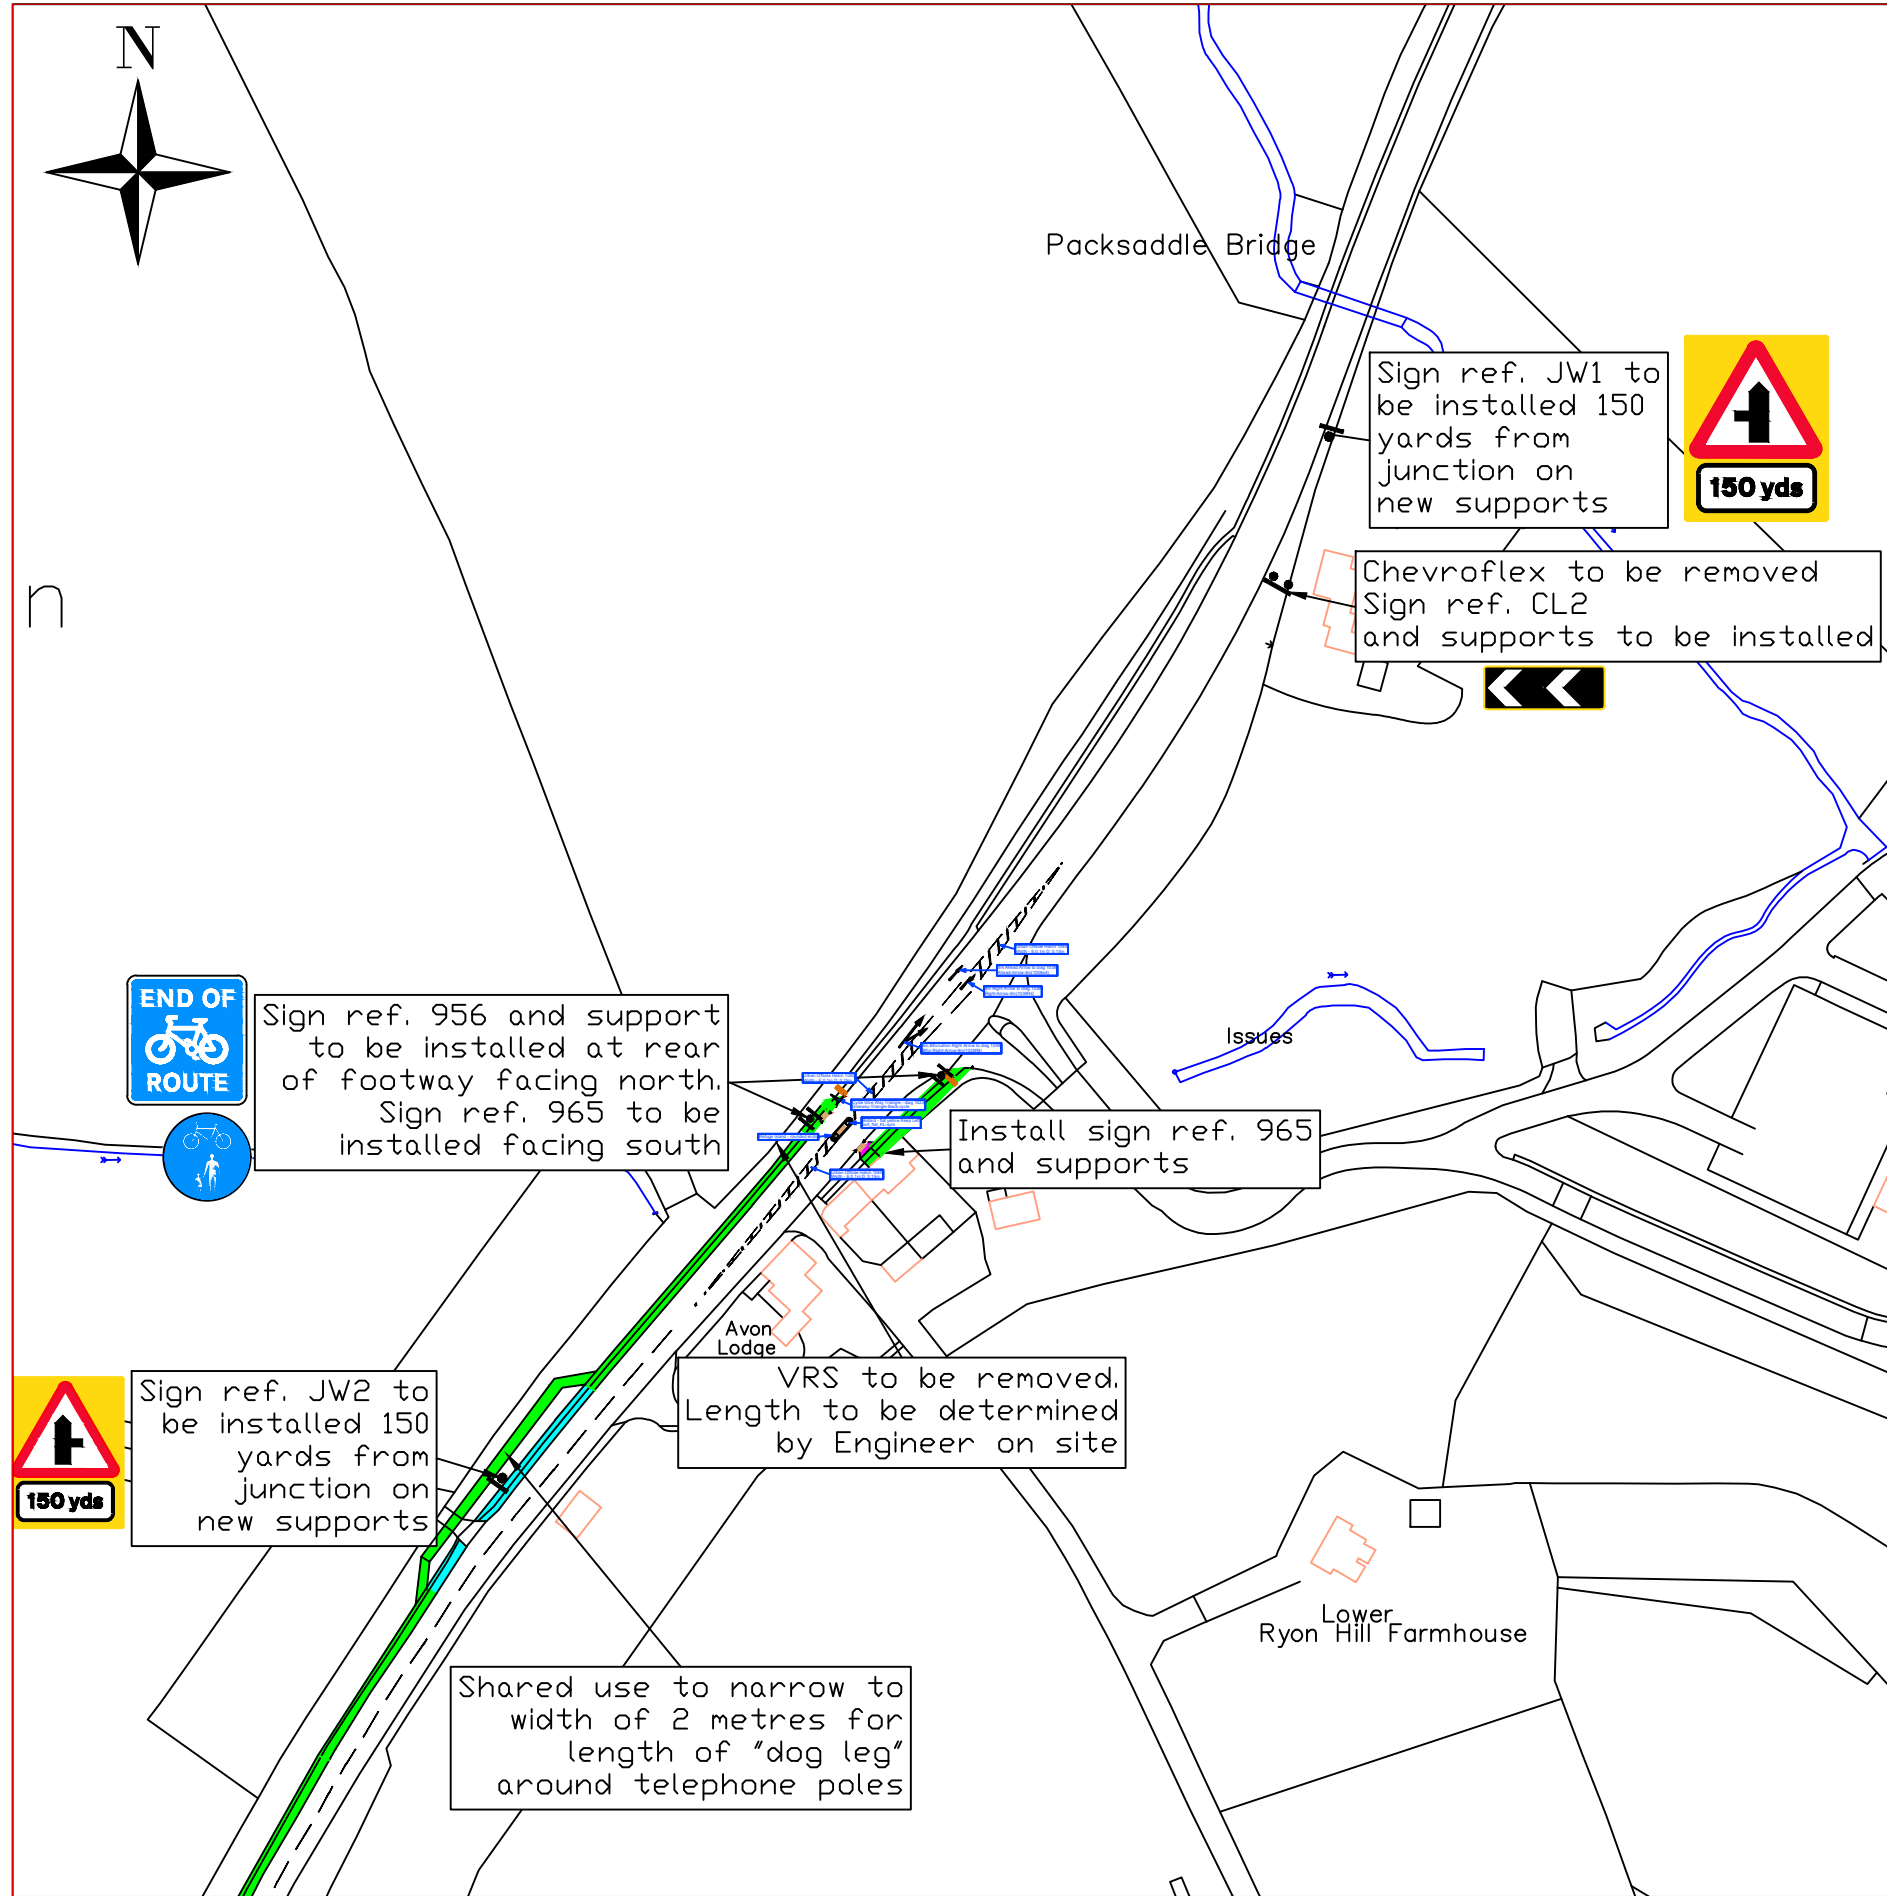 N
Packsaddle Bridge
Sign ref. JW1 to
be installed 150
yards from
junction on
new supports
150 yds
Chevroflex to be removed
Sign ref. CL2
and supports to be installed
n
END OF
ROUTE
Sign ref. 956 and support
to be installed at rear
of footway facing north.
Sign ref. 965 to be
installed facing south
Issues
Install sign ref. 965
and supports
Avon
Lodge
VRS to be removed.
Length to be determined
by Engineer on site
Sign ref. JW2 to
be installed 150
yards from
junction on
new supports
150 yds
Lower
Ryon Hill Farmhouse
Shared use to narrow to
width of 2 metres for
length of "dog leg"
around telephone poles